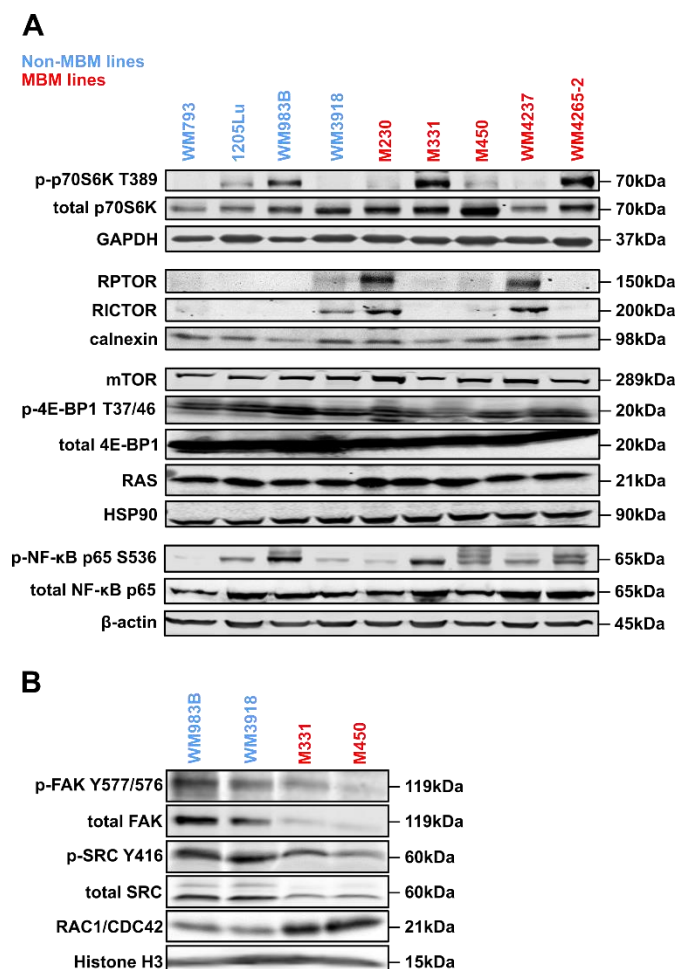 A
Non-MBM lines
MBM lines
WM793
1205Lu
WM983B
WM3918
M230
M331
M450
WM4237
WM4265-2
p-p70S6K T389
70kDa
total p70S6K
70kDa
GAPDH
37kDa
RPTOR
150kDa
RICTOR
200kDa
calnexin
98kDa
mTOR
289kDa
p-4E-BP1 T37/46
20kDa
total 4E-BP1
20kDa
RAS
21kDa
HSP90
90kDa
p-NF-κB p65 S536
65kDa
total NF-κB p65
65kDa
β-actin
45kDa
B
WM983B
WM3918
M331
M450
p-FAK Y577/576
119kDa
total FAK
119kDa
p-SRC Y416
60kDa
total SRC
60kDa
RAC1/CDC42
21kDa
Histone H3
15kDa